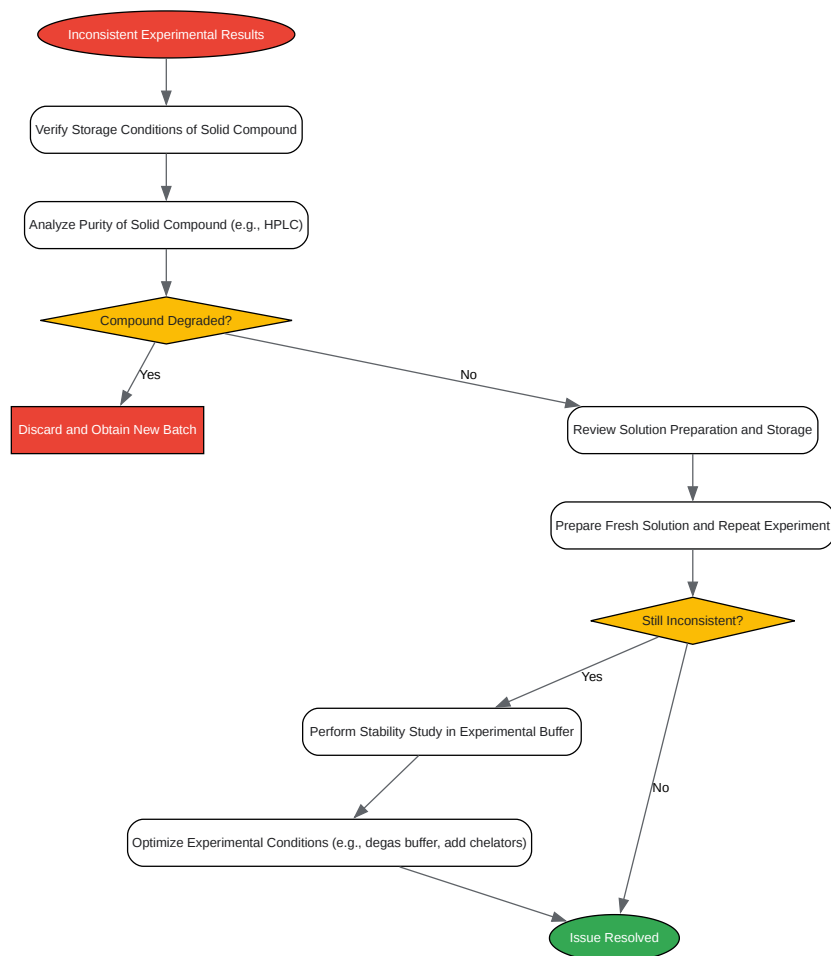 Inconsistent Experimental Results
Verify Storage Conditions of Solid Compound
Analyze Purity of Solid Compound (e.g., HPLC)
Compound Degraded?
Yes
No
Discard and Obtain New Batch
Review Solution Preparation and Storage
Prepare Fresh Solution and Repeat Experiment
Still Inconsistent?
Yes
Perform Stability Study in Experimental Buffer
No
Optimize Experimental Conditions (e.g., degas buffer, add chelators)
Issue Resolved